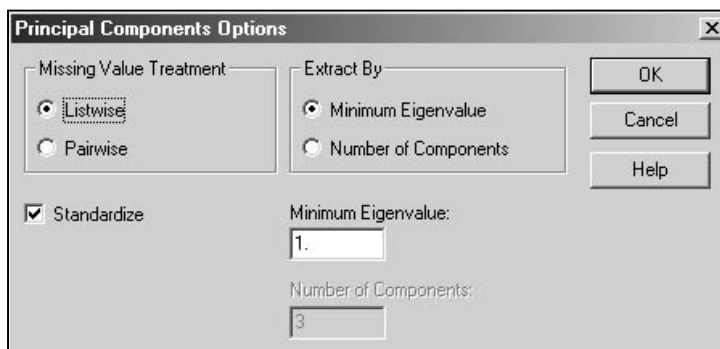 Principal Components Options
Missing Value Treatment
Listwise
Pairwise
Extract By
Minimum Eigenvalue
Number of Components
OK
Cancel
Help
Standardize
Minimum Eigenvalue:
1.
Number of Components:
3